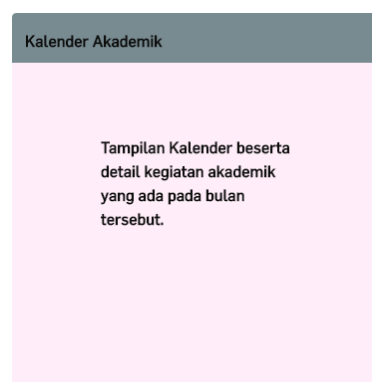 Kalender Akademik
Tampilan Kalender beserta
detail kegiatan akademik
yang ada pada bulan
tersebut.